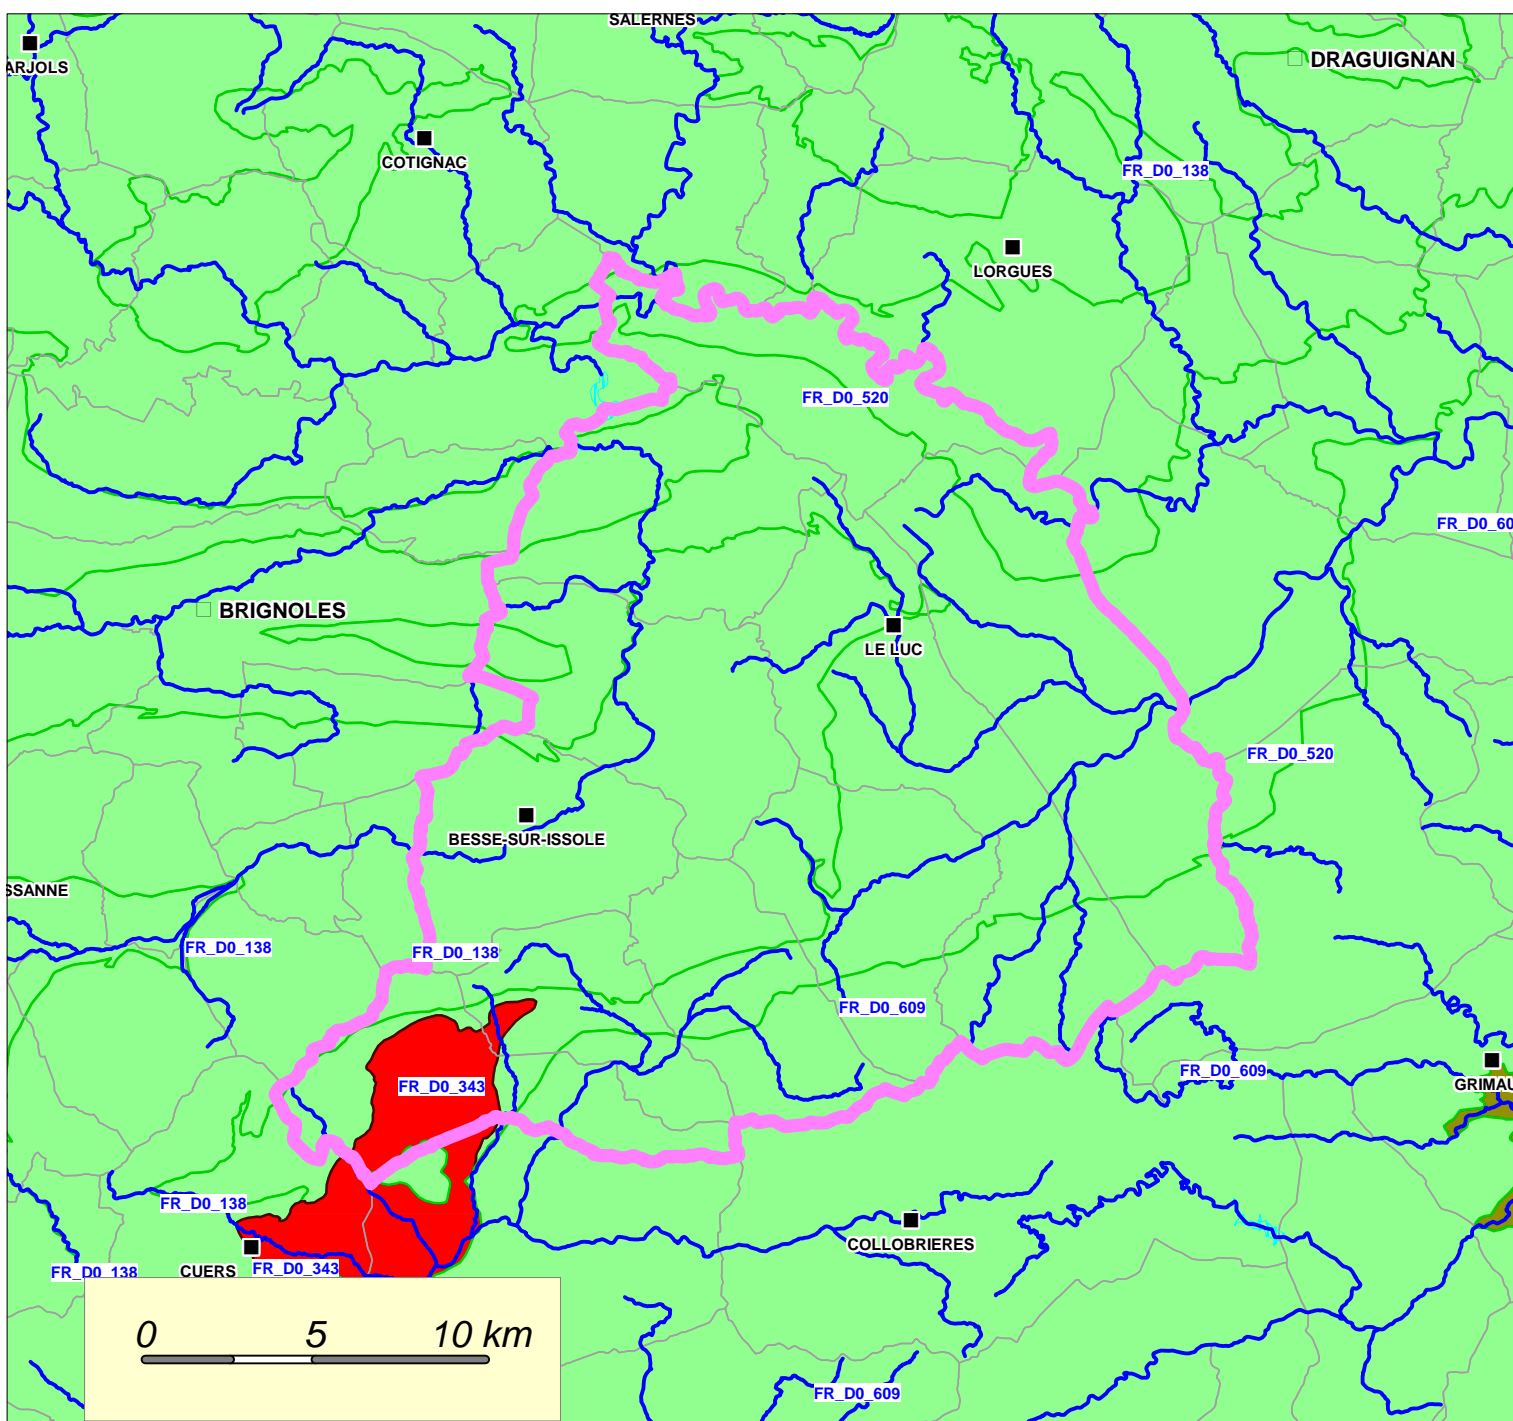 SALERNES
DRAGUIGNAN
ARJOLS
COTIGNAC
FR_D0_138
LORGUES
FR_D0_520
FR_D0_60
BRIGNOLES
LE LUC
FR_D0_520
BESSE-SUR-ISSOLE
SSANNE
FR_D0_138
FR_D0_138
FR_D0_609
FR_D0_343
FR_D0_609
GRIMAU
FR_D0_138
COLLOBRIERES
FR_D0_138
CUERS
FR_D0_343
0 5 10 km
FR_D0_609